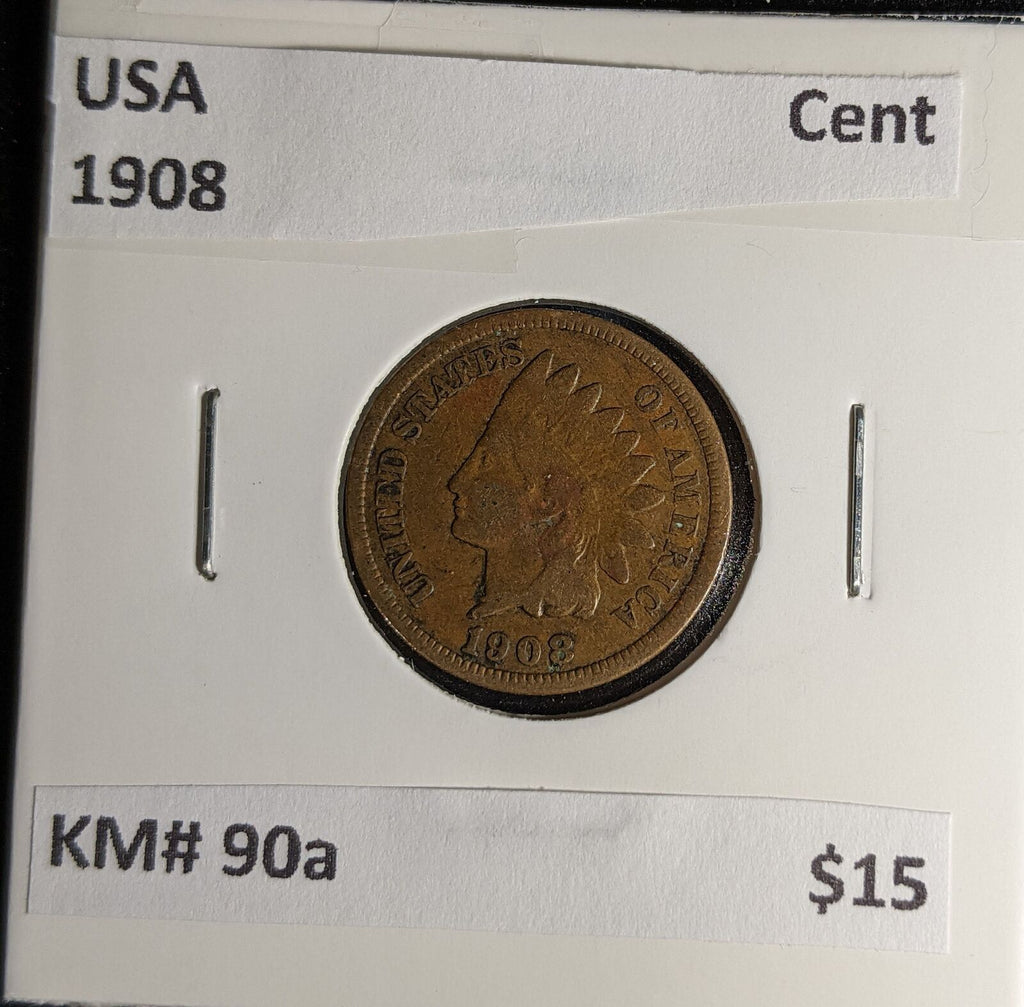 USA
Cent
1908
UNITED STATES OF AMERICA
1908
KM# 90a
$15